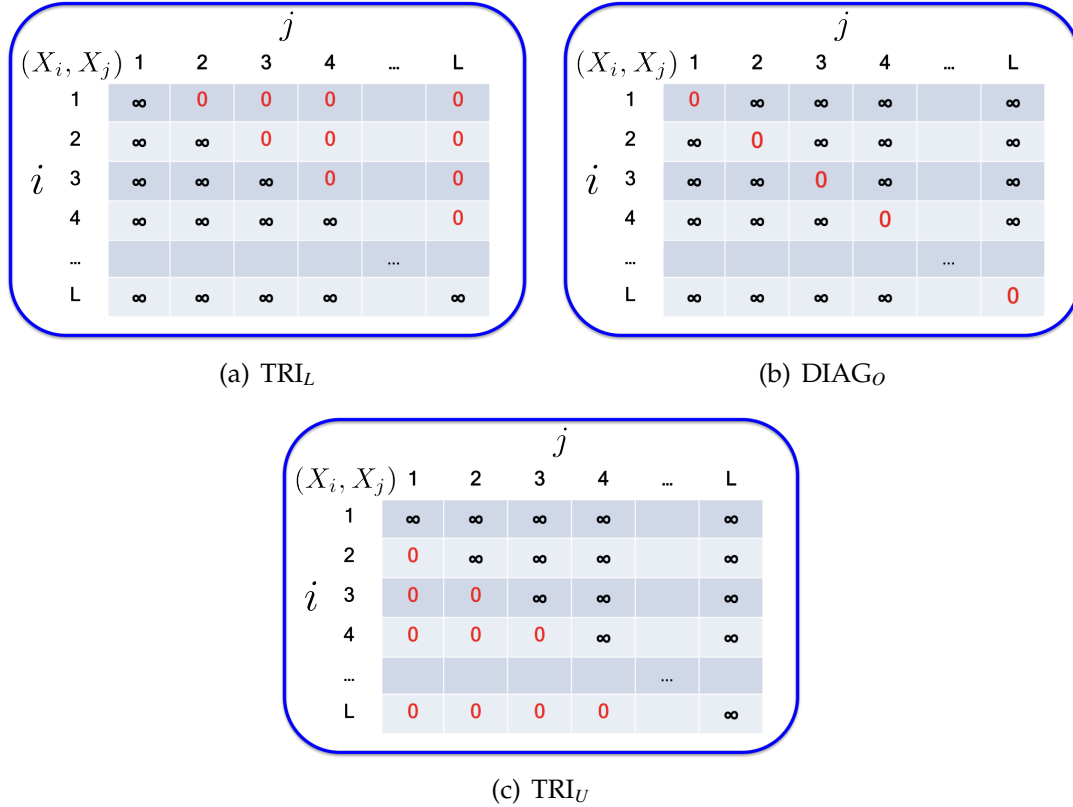 j
(X_i, X_j) 1 2 3 4 ... L
1 ∞ 0 0 0 0
2 ∞ ∞ 0 0 0
i 3 ∞ ∞ ∞ 0 0
4 ∞ ∞ ∞ ∞ 0
... ...
L ∞ ∞ ∞ ∞ ∞
(a) TRI_L
j
(X_i, X_j) 1 2 3 4 ... L
1 0 ∞ ∞ ∞ ∞
2 ∞ 0 ∞ ∞ ∞
i 3 ∞ ∞ 0 ∞ ∞
4 ∞ ∞ ∞ 0 ∞
... ...
L ∞ ∞ ∞ ∞ 0
(b) DIAG_O
j
(X_i, X_j) 1 2 3 4 ... L
1 ∞ ∞ ∞ ∞ ∞
2 0 ∞ ∞ ∞ ∞
i 3 0 0 ∞ ∞ ∞
4 0 0 0 ∞ ∞
... ...
L 0 0 0 0 ∞
(c) TRI_U